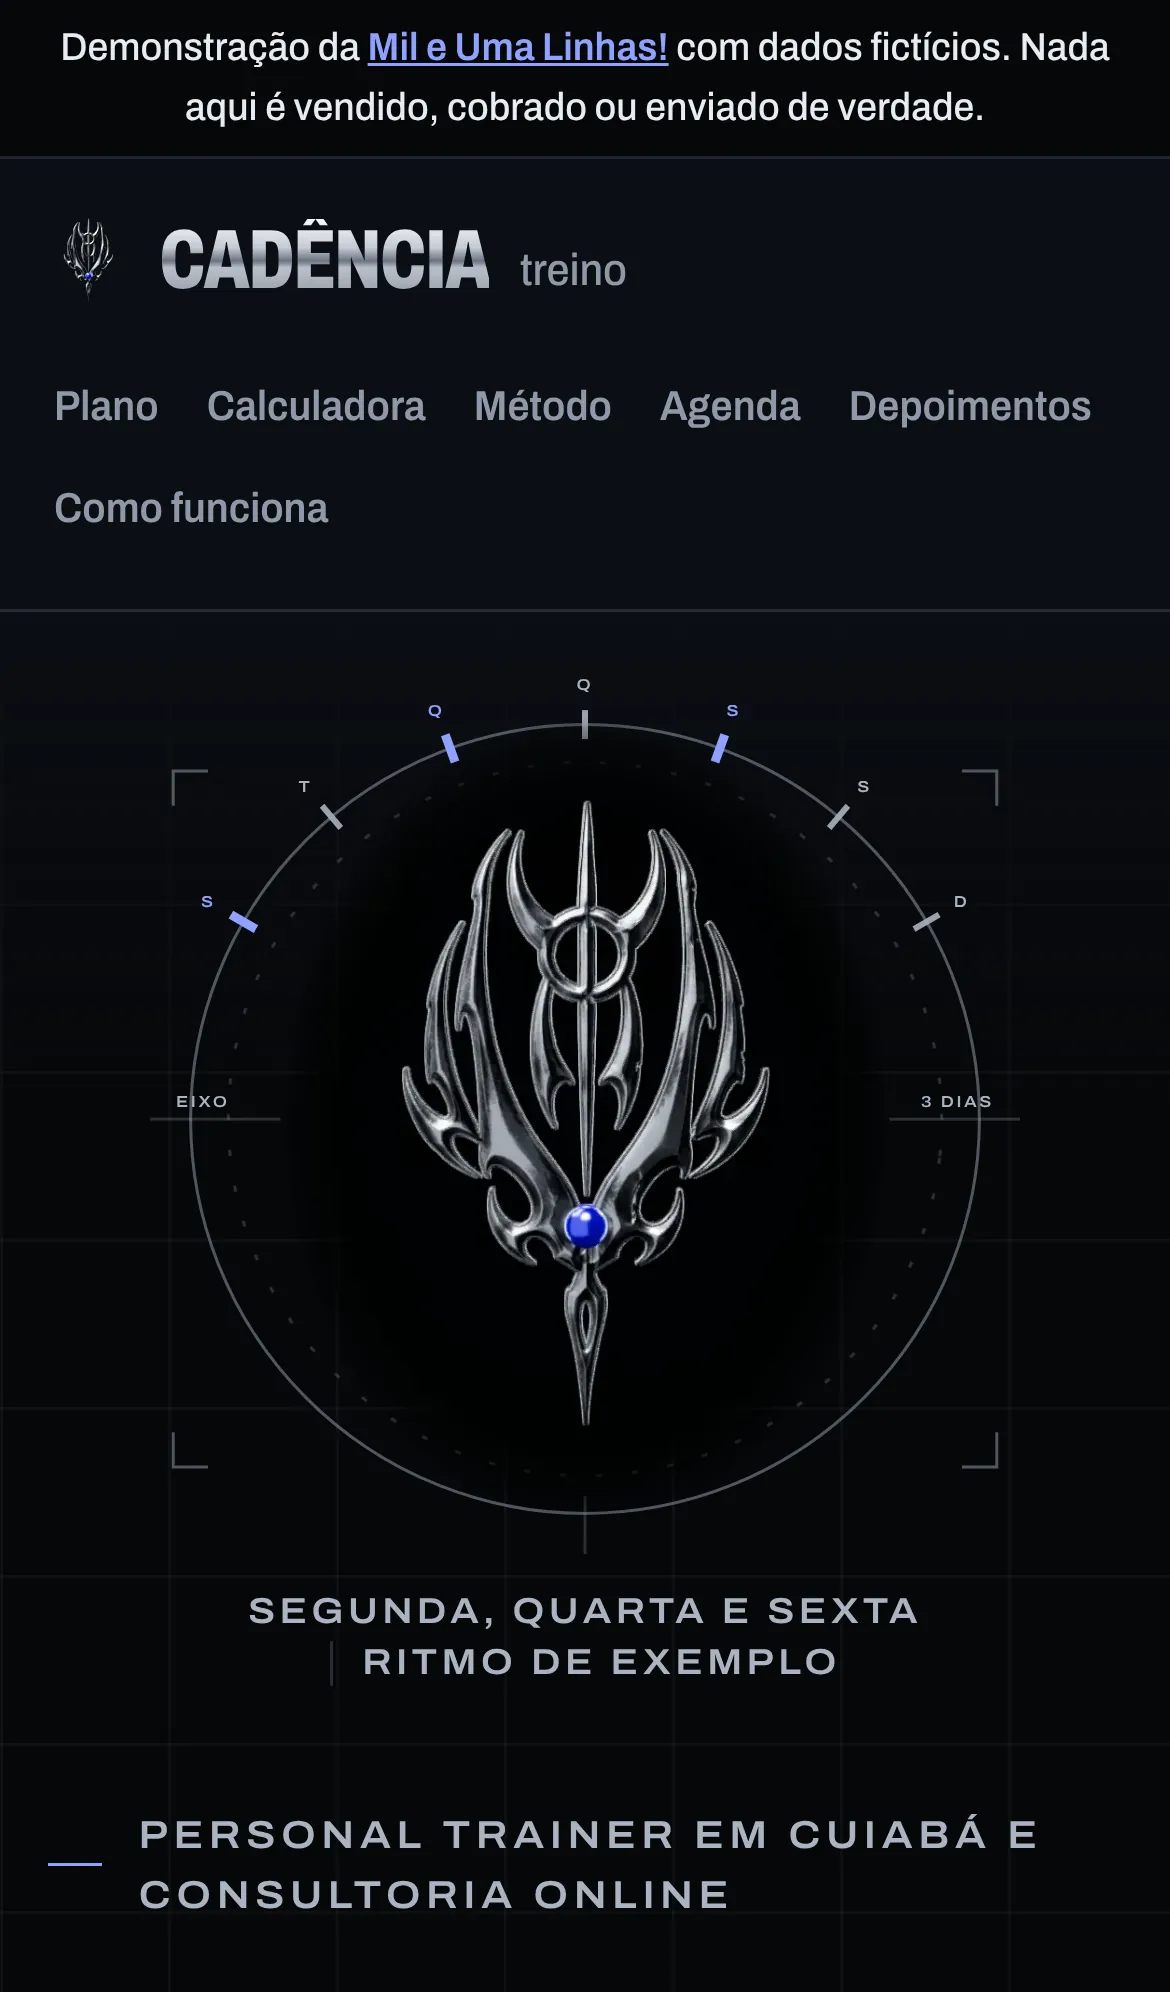 Demonstração da Mil e Uma Linhas! com dados fictícios. Nada
aqui é vendido, cobrado ou enviado de verdade.
CADÊNCIA treino
Plano Calculadora Método Agenda Depoimentos
Como funciona
Q
Q S
T S
S D
EIXO 3 DIAS
SEGUNDA, QUARTA E SEXTA
RITMO DE EXEMPLO
PERSONAL TRAINER EM CUIABÁ E
CONSULTORIA ONLINE